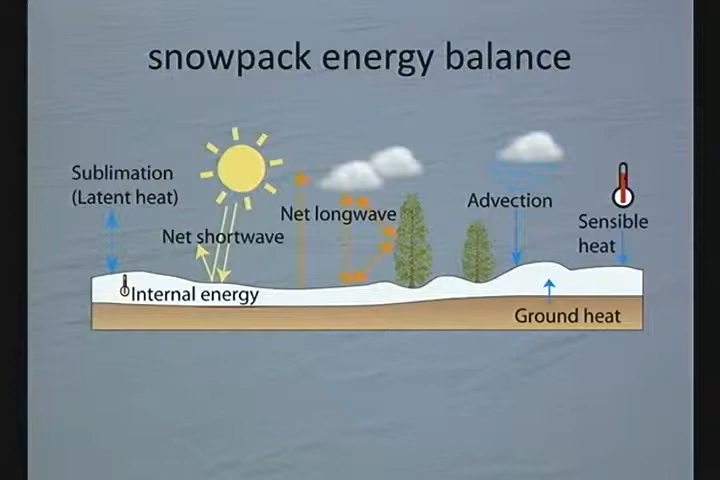 snowpack energy balance
Sublimation
(Latent heat)
Net shortwave
Net longwave
Advection
Sensible
heat
Internal energy
Ground heat